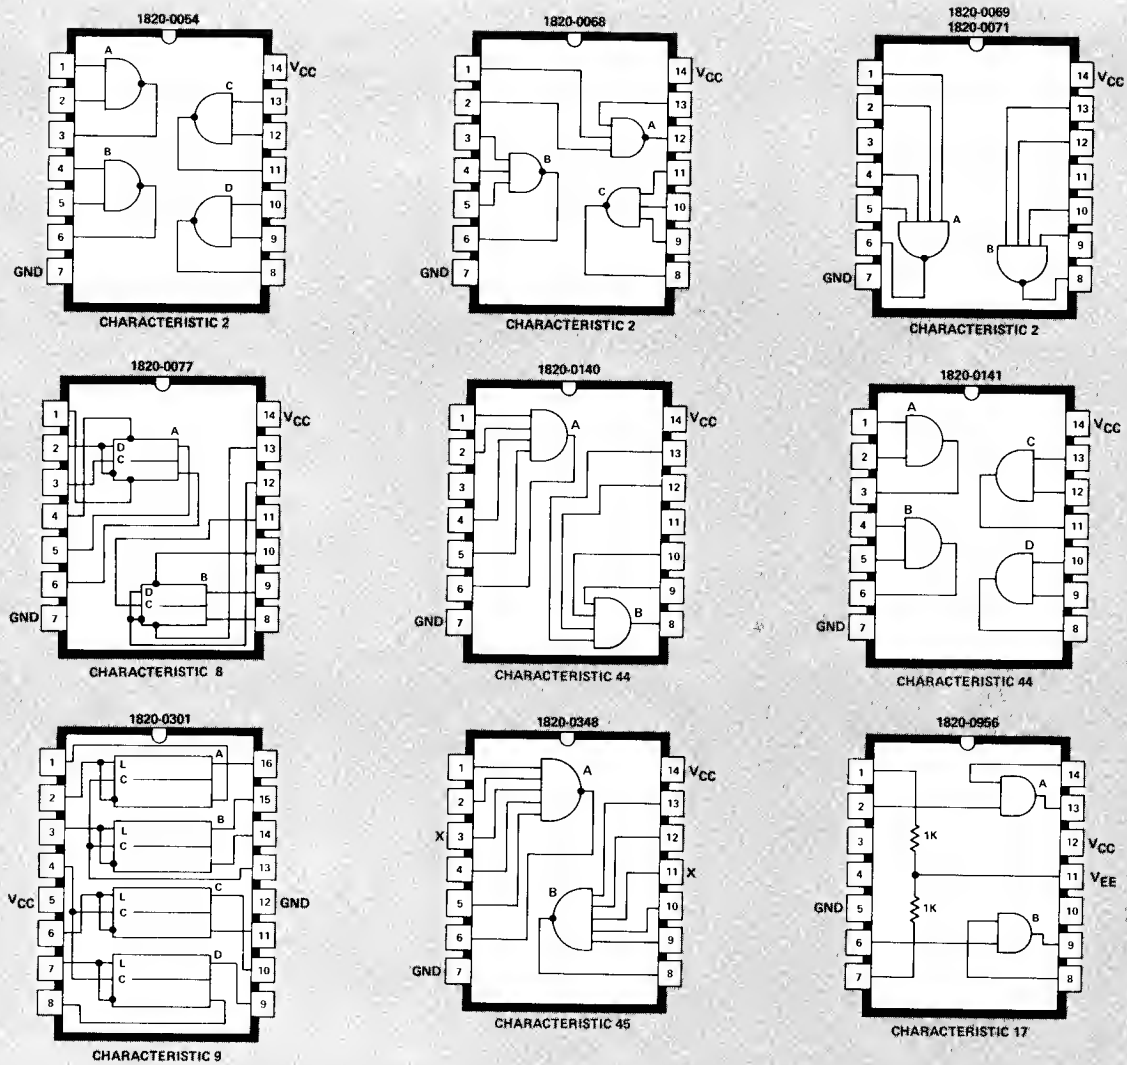 1820-0054
A
B
C
D
1
2
3
4
5
6
GND 7
14 VCC
13
12
11
10
9
8
CHARACTERISTIC 2
1820-0068
A
B
C
1
2
3
4
5
6
GND 7
14 VCC
13
12
11
10
9
8
CHARACTERISTIC 2
1820-0069
1820-0071
A
B
1
2
3
4
5
6
GND 7
14 VCC
13
12
11
10
9
8
CHARACTERISTIC 2
1820-0077
A
D
C
B
D
C
1
2
3
4
5
6
GND 7
14 VCC
13
12
11
10
9
8
CHARACTERISTIC 8
1820-0140
A
B
1
2
3
4
5
6
GND 7
14 VCC
13
12
11
10
9
8
CHARACTERISTIC 44
1820-0141
A
B
C
D
1
2
3
4
5
6
GND 7
14 VCC
13
12
11
10
9
8
CHARACTERISTIC 44
1820-0301
A
L
C
B
L
C
C
L
C
D
L
C
1
2
3
4
VCC 5
6
7
8
16
15
14
13
12 GND
11
10
9
CHARACTERISTIC 9
1820-0348
A
B
1
2
X 3
4
5
6
GND 7
14 VCC
13
12
11 X
10
9
8
CHARACTERISTIC 45
1820-0956
A
B
1K
1K
1
2
3
4
GND 5
6
7
14
13
12 VCC
11 VEE
10
9
8
CHARACTERISTIC 17